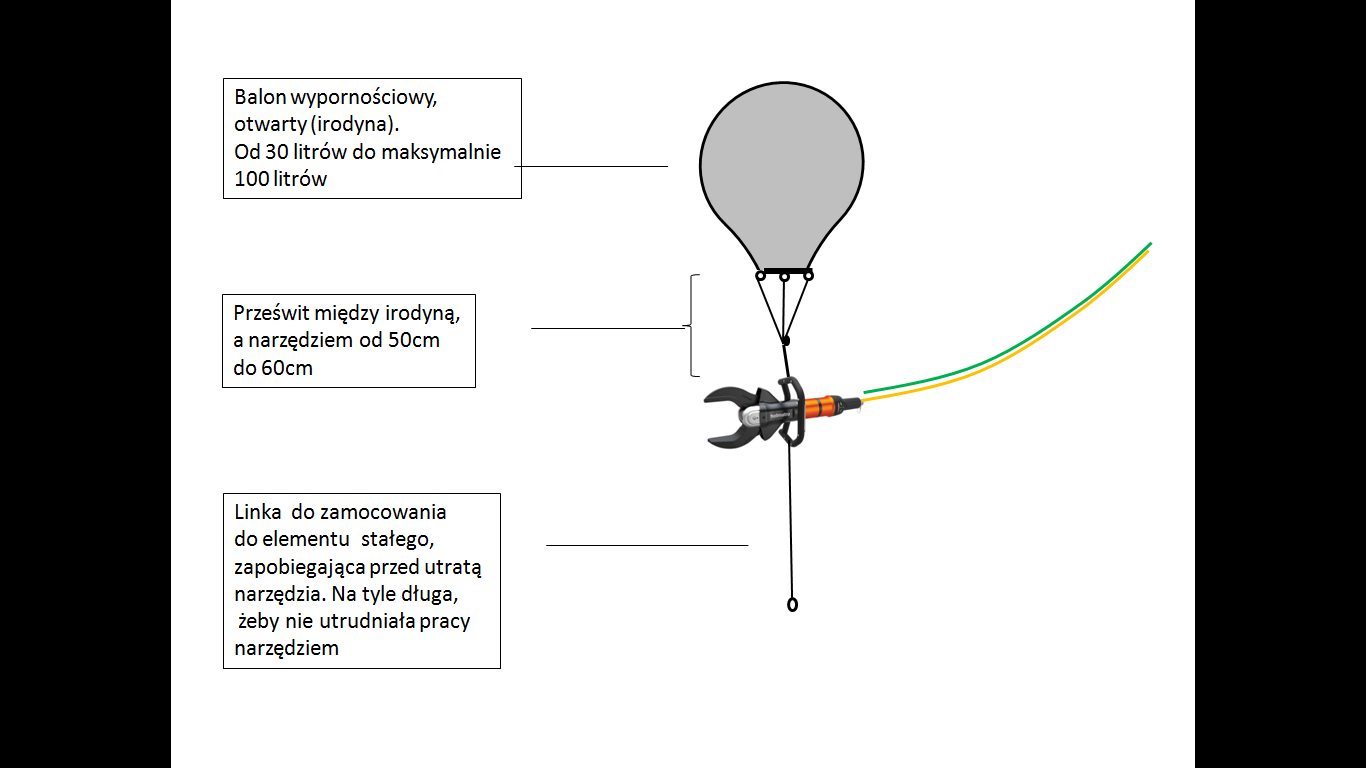 Balon wypornościowy,
otwarty (irodyna).
Od 30 litrów do maksymalnie
100 litrów
Prześwit między irodyną,
a narzędziem od 50cm
do 60cm
Linka do zamocowania
do elementu stałego,
zapobiegająca przed utratą
narzędzia. Na tyle długa,
żeby nie utrudniała pracy
narzędziem